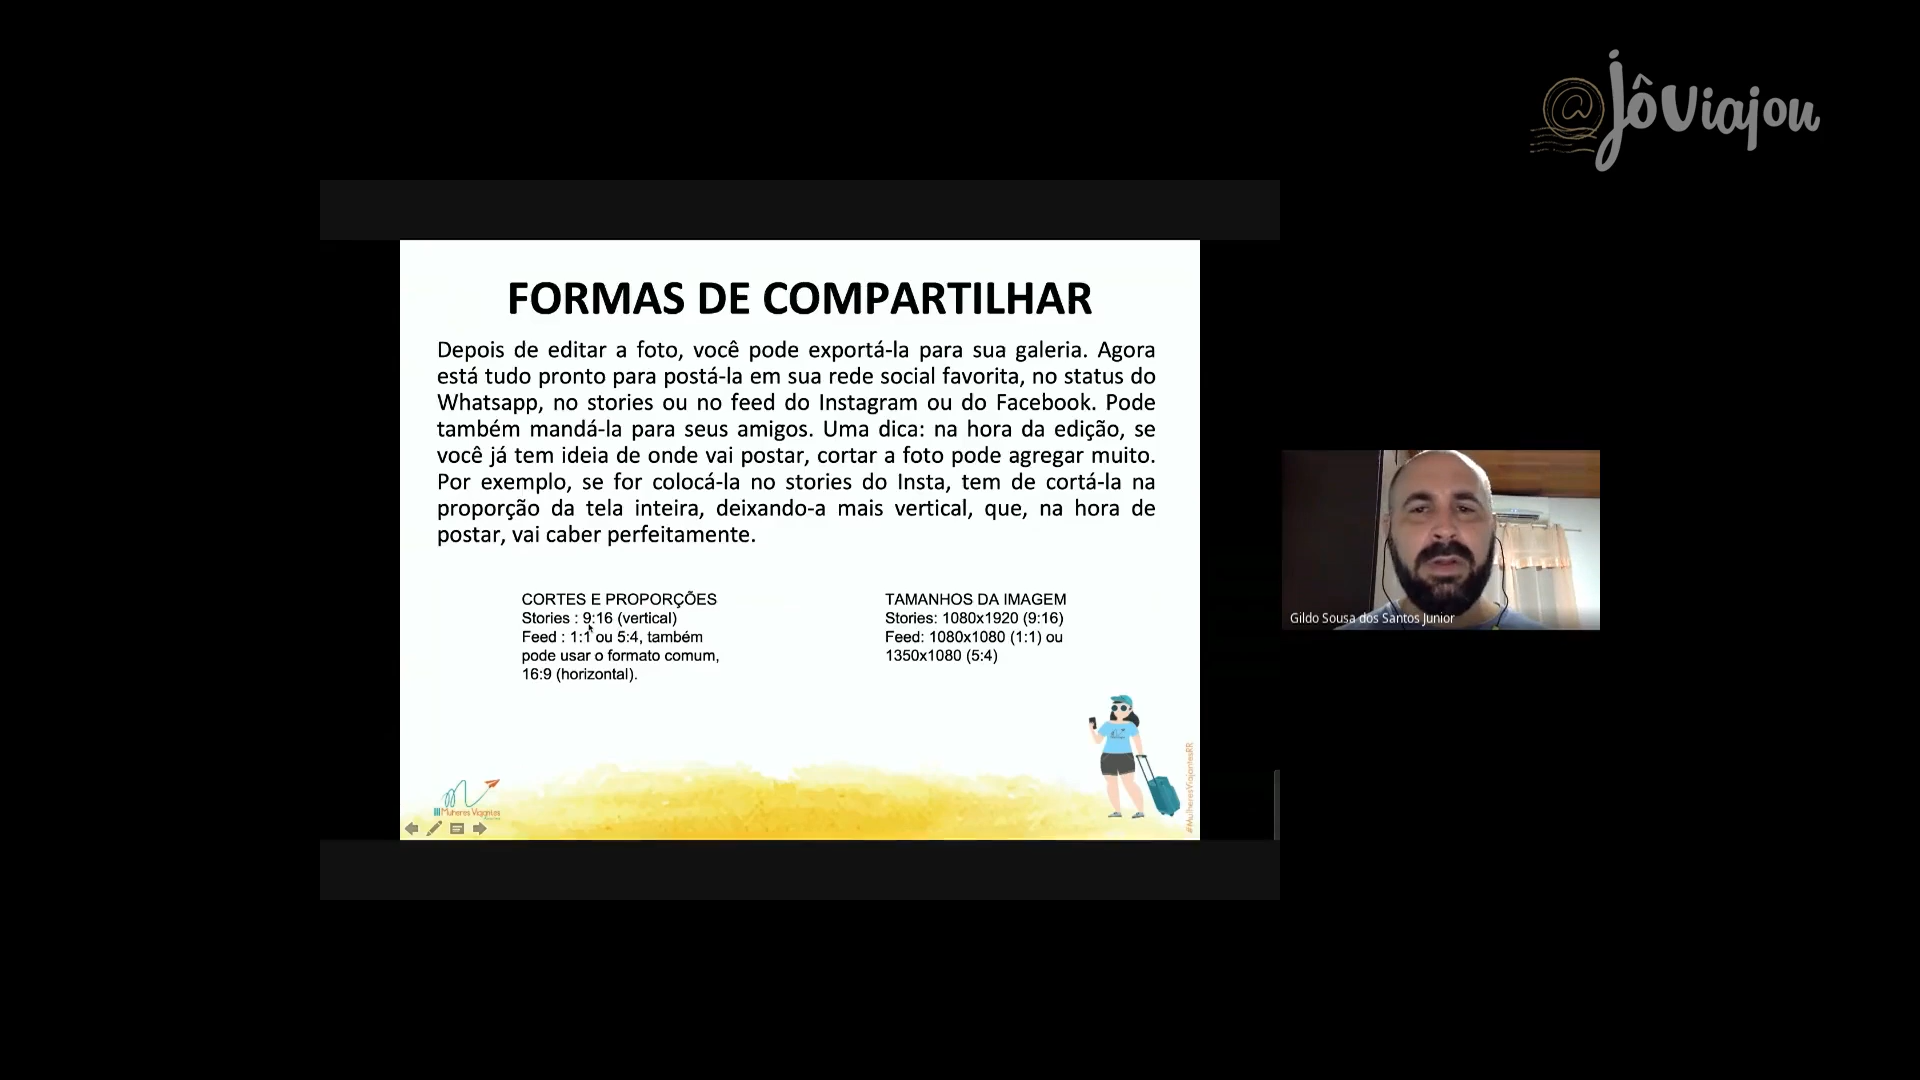 @jôviajou
FORMAS DE COMPARTILHAR
Depois de editar a foto, você pode exportá-la para sua galeria. Agora
está tudo pronto para postá-la em sua rede social favorita, no status do
Whatsapp, no stories ou no feed do Instagram ou do Facebook. Pode
também mandá-la para seus amigos. Uma dica: na hora da edição, se
você já tem ideia de onde vai postar, cortar a foto pode agregar muito.
Por exemplo, se for colocá-la no stories do Insta, tem de cortá-la na
proporção da tela inteira, deixando-a mais vertical, que, na hora de
postar, vai caber perfeitamente.
CORTES E PROPORÇÕES
Stories : 9:16 (vertical)
Feed : 1:1 ou 5:4, também
pode usar o formato comum,
16:9 (horizontal).
TAMANHOS DA IMAGEM
Stories: 1080x1920 (9:16)
Feed: 1080x1080 (1:1) ou
1350x1080 (5:4)
Mulheres Viajantes
#MulheresViajantesRR
Gildo Sousa dos Santos Junior